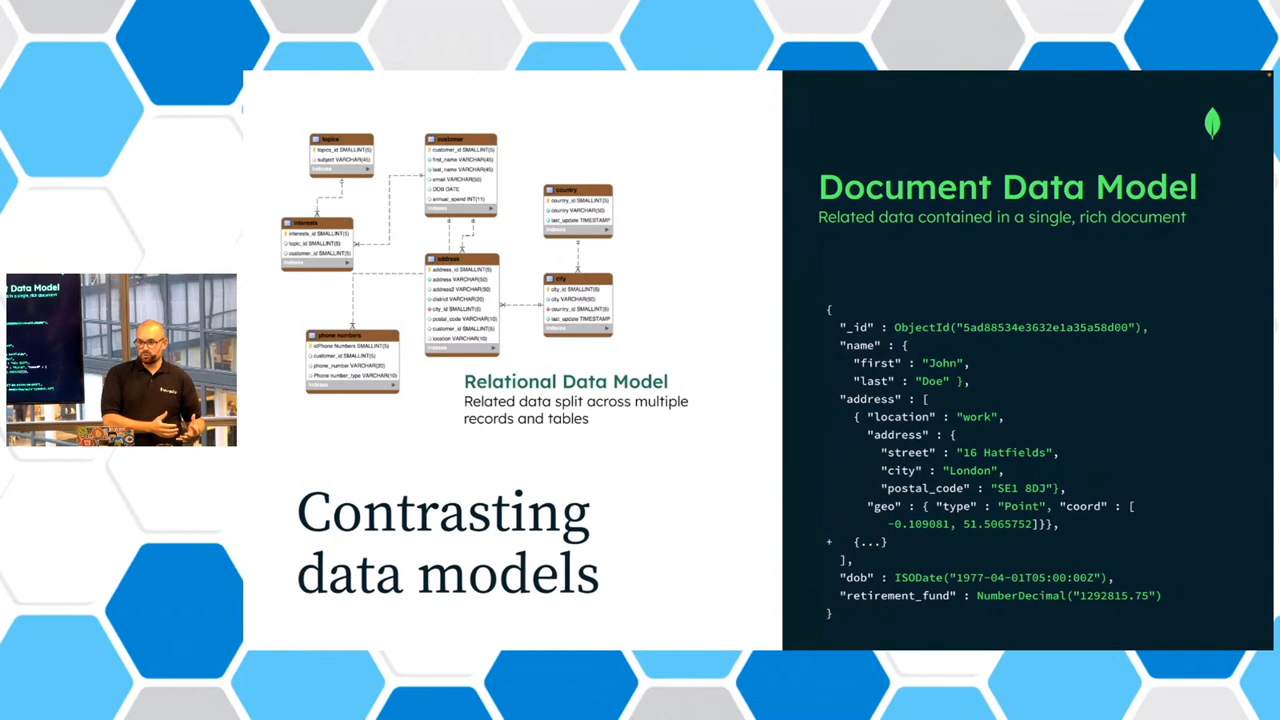 topics
topics_id SMALLINT(5)
subject VARCHAR(45)
Indexes
customer
customer_id SMALLINT(5)
first_name VARCHAR(45)
last_name VARCHAR(45)
email VARCHAR(50)
DOB DATE
annual_spend INT(11)
Indexes
country
country_id SMALLINT(5)
country VARCHAR(50)
last_update TIMESTAMP
Indexes
interests
interests_id SMALLINT(5)
topic_id SMALLINT(5)
customer_id SMALLINT(5)
Indexes
address
address_id SMALLINT(5)
address VARCHAR(50)
address2 VARCHAR(50)
district VARCHAR(20)
city_id SMALLINT(5)
postal_code VARCHAR(10)
customer_id SMALLINT(5)
location VARCHAR(10)
Indexes
city
city_id SMALLINT(5)
city VARCHAR(50)
country_id SMALLINT(5)
last_update TIMESTAMP
Indexes
phone numbers
idPhone Numbers SMALLINT(5)
customer_id SMALLINT(5)
phone_number VARCHAR(20)
Phone number_type VARCHAR(10)
Indexes
Relational Data Model
Related data split across multiple
records and tables
Contrasting
data models
Document Data Model
Related data contained in a single, rich document
{
"_id" : ObjectId("5ad88534e3632e1a35a58d00"),
"name" : {
"first" : "John",
"last" : "Doe" },
"address" : [
{ "location" : "work",
"address" : {
"street" : "16 Hatfields",
"city" : "London",
"postal_code" : "SE1 8DJ"},
"geo" : { "type" : "Point", "coord" : [
-0.109081, 51.5065752]}},
+ {...}
],
"dob" : ISODate("1977-04-01T05:00:00Z"),
"retirement_fund" : NumberDecimal("1292815.75")
}
t Data Model